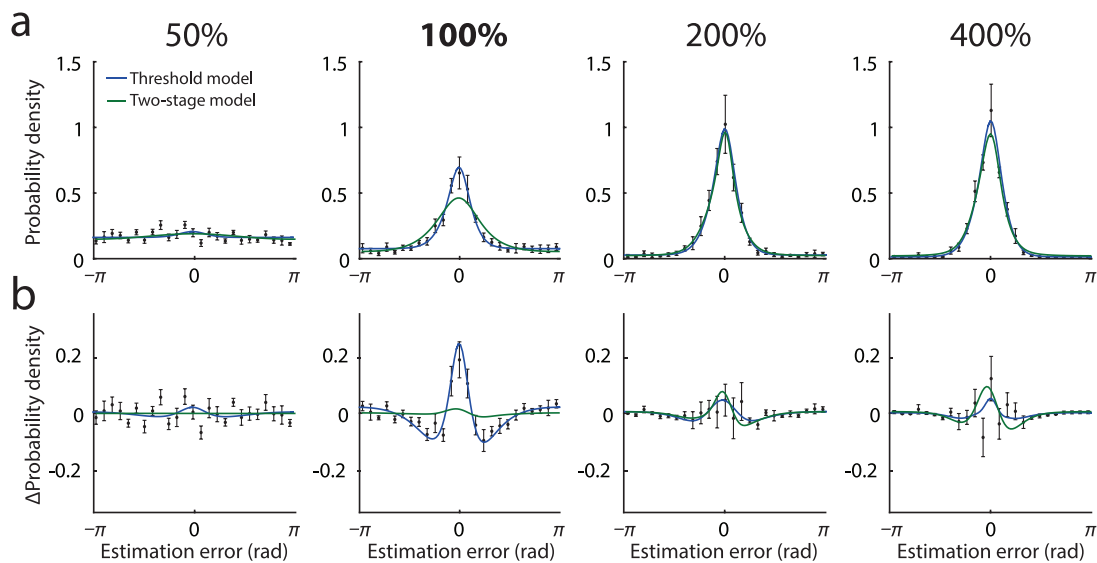 a
50% 100% 200% 400%
1.5 1.5 1.5 1.5
Threshold model
Two-stage model
Probability density
1 1 1 1
0.5 0.5 0.5 0.5
0 0 0 0
−π 0 π −π 0 π −π 0 π −π 0 π
b
ΔProbability density
0.2 0.2 0.2 0.2
0 0 0 0
-0.2 -0.2 -0.2 -0.2
−π 0 π −π 0 π −π 0 π −π 0 π
Estimation error (rad) Estimation error (rad) Estimation error (rad) Estimation error (rad)